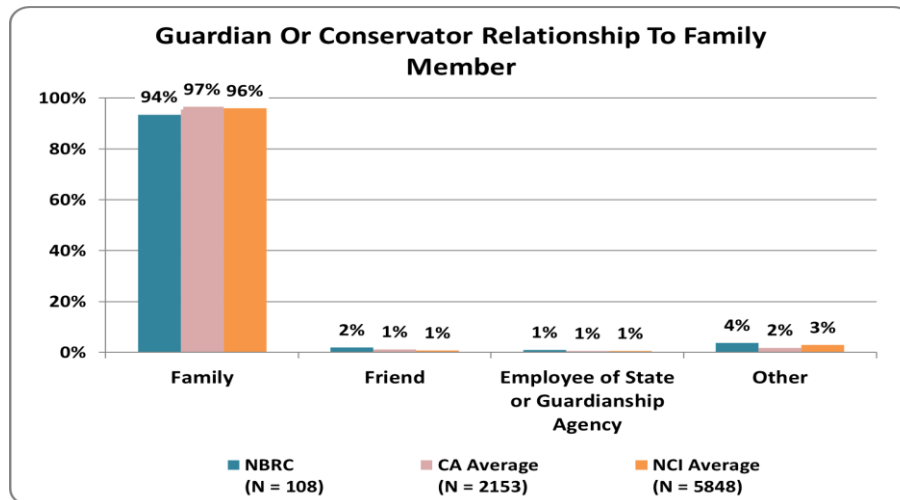 Guardian Or Conservator Relationship To Family
Member
100%
80%
60%
40%
20%
0%
94%
97%
96%
2%
1%
1%
1%
1%
1%
4%
2%
3%
Family
Friend
Employee of State
or Guardianship
Agency
Other
NBRC
(N = 108)
CA Average
(N = 2153)
NCI Average
(N = 5848)